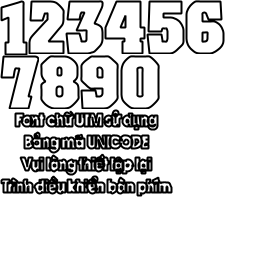 123456
7890
Font chữ UTM sử dụng
Bảng mã UNICODE
Vui lòng thiết lập lại
Trình điều khiển bàn phím